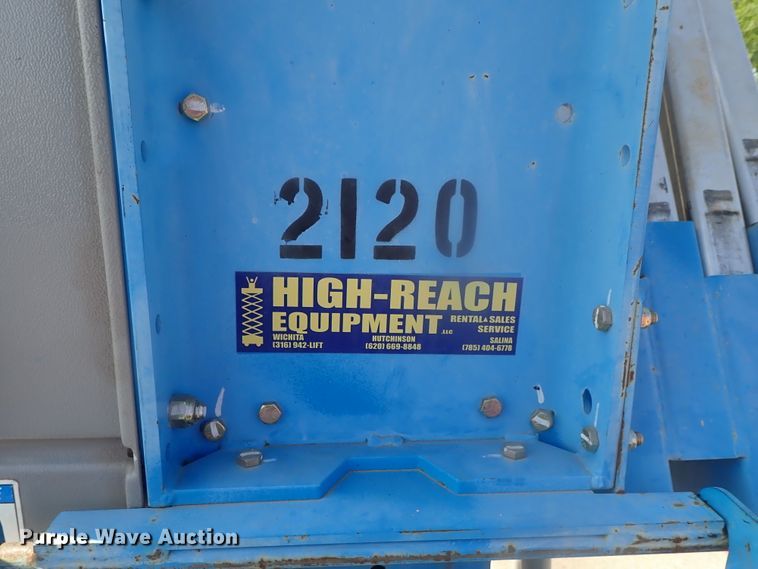 2120
HIGH-REACH
EQUIPMENT, LLC
RENTAL▲SALES
SERVICE
WICHITA HUTCHINSON SALINA
(316) 942-LIFT (620) 669-8848 (785) 404-6778
Purple Wave Auction